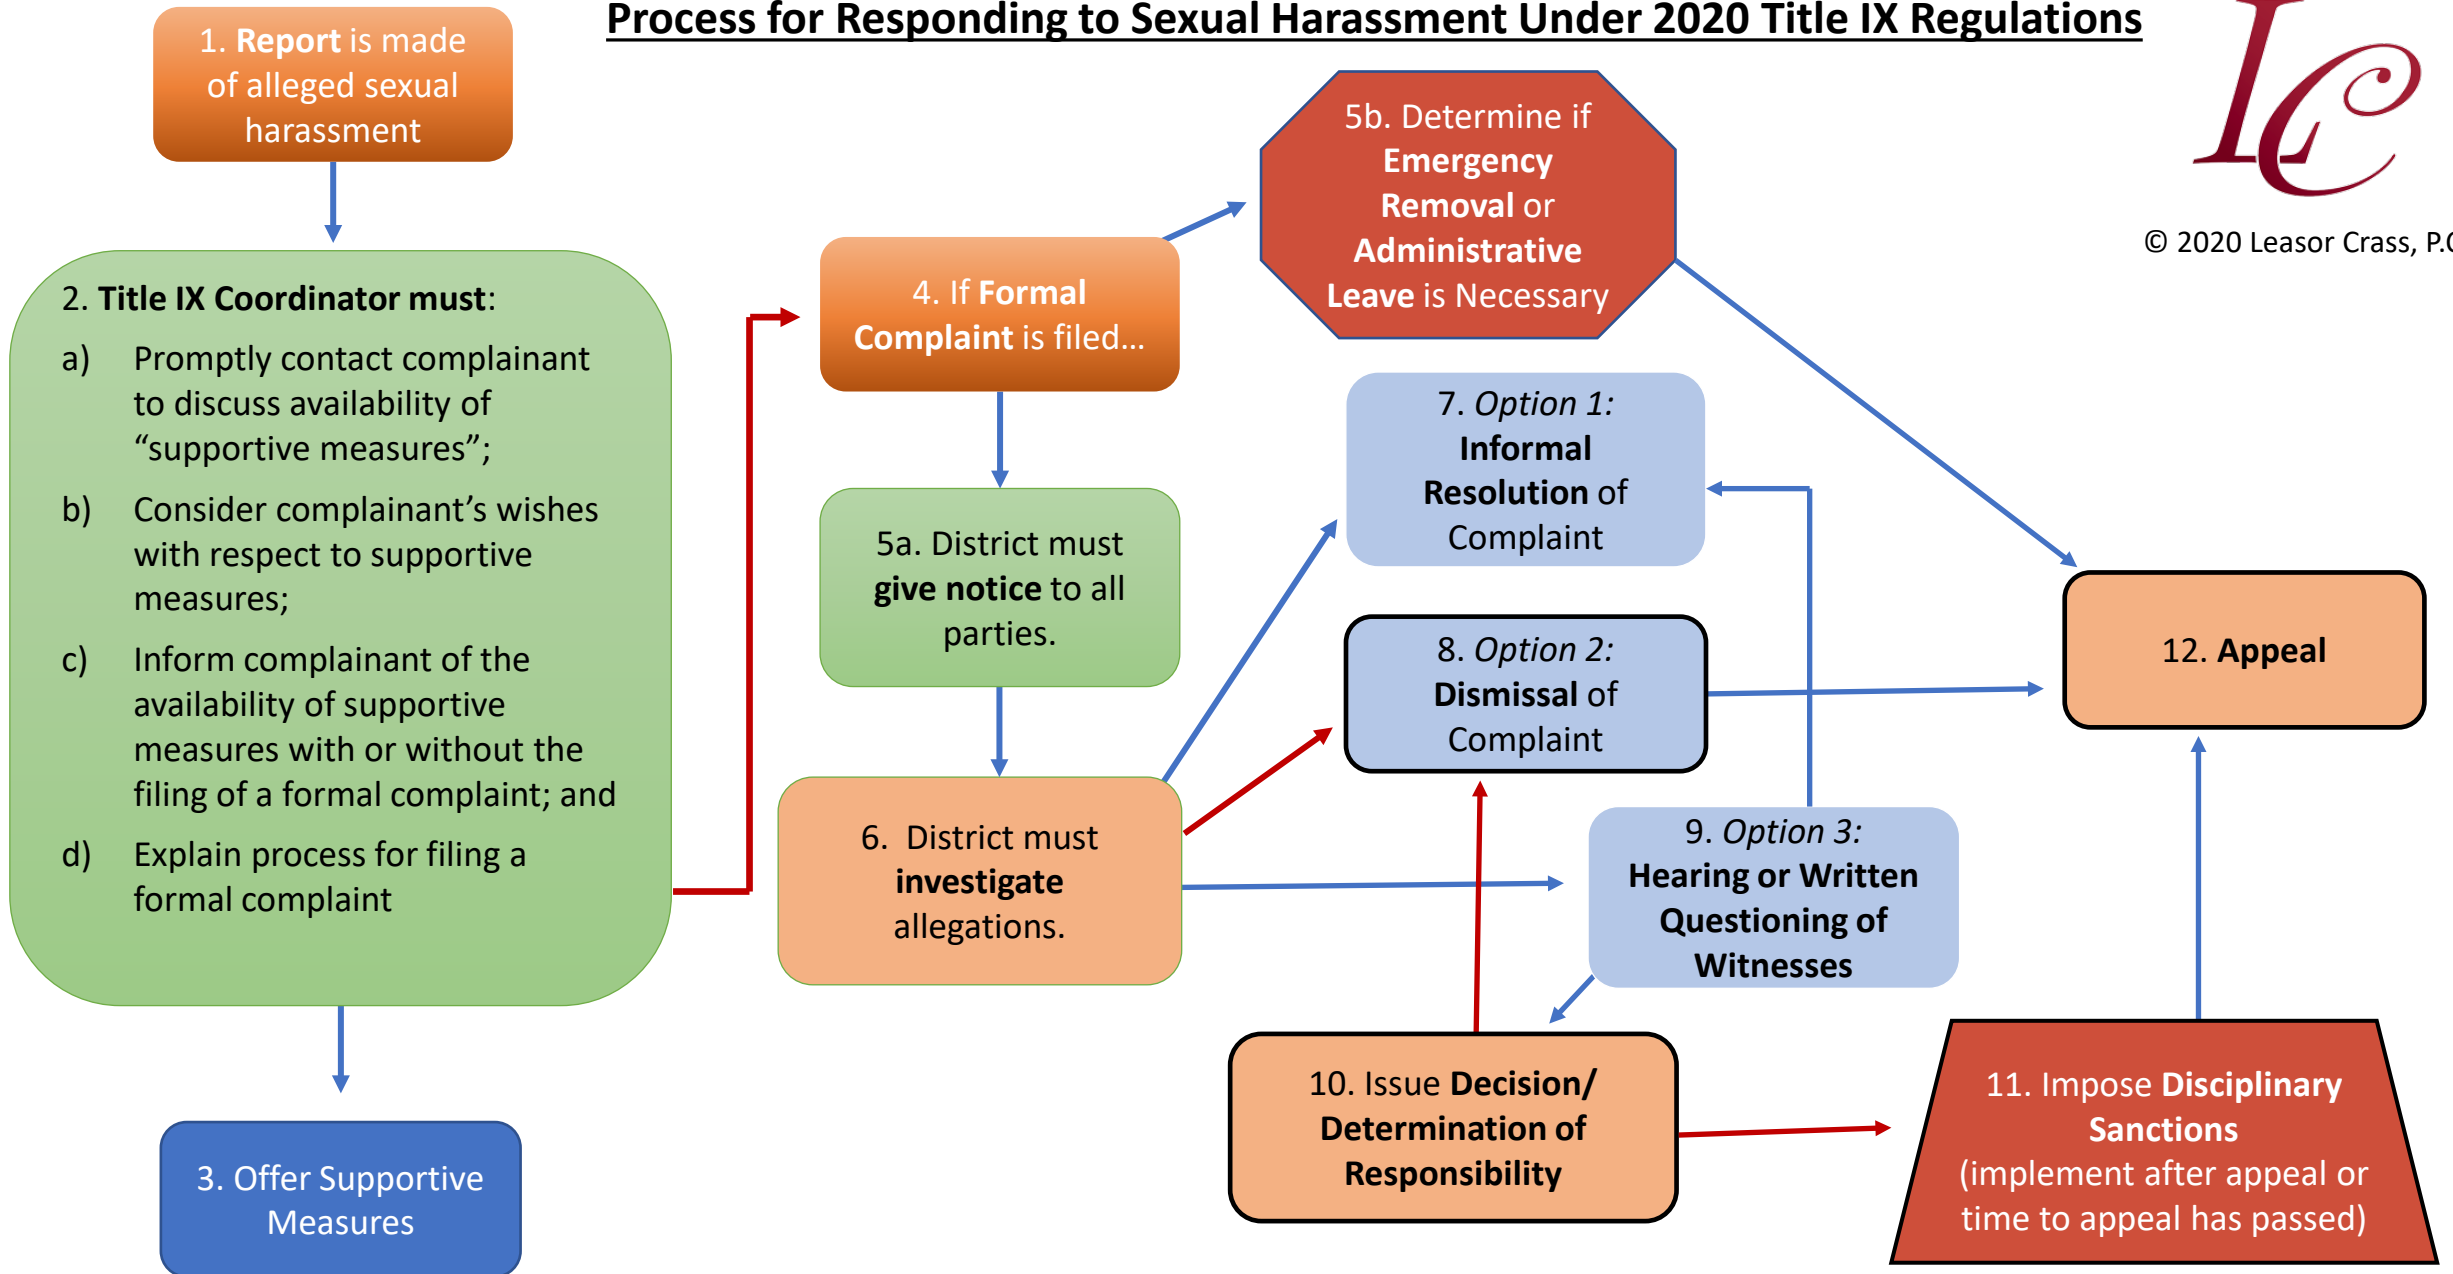 Process for Responding to Sexual Harassment Under 2020 Title IX Regulations
LC
© 2020 Leasor Crass, P.C
1. Report is made
of alleged sexual
harassment
2. Title IX Coordinator must:
a) Promptly contact complainant
to discuss availability of
“supportive measures”;
b) Consider complainant’s wishes
with respect to supportive
measures;
c) Inform complainant of the
availability of supportive
measures with or without the
filing of a formal complaint; and
d) Explain process for filing a
formal complaint
3. Offer Supportive
Measures
4. If Formal
Complaint is filed…
5a. District must
give notice to all
parties.
5b. Determine if
Emergency
Removal or
Administrative
Leave is Necessary
6. District must
investigate
allegations.
7. Option 1:
Informal
Resolution of
Complaint
8. Option 2:
Dismissal of
Complaint
9. Option 3:
Hearing or Written
Questioning of
Witnesses
10. Issue Decision/
Determination of
Responsibility
11. Impose Disciplinary
Sanctions
(implement after appeal or
time to appeal has passed)
12. Appeal